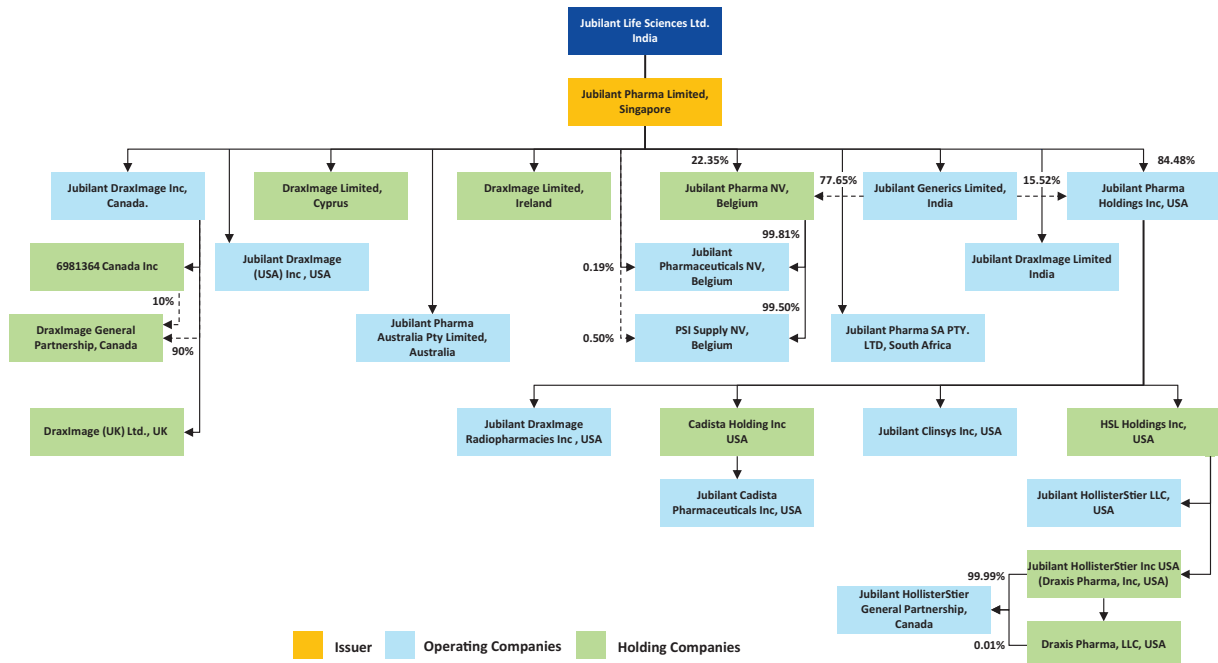 Jubilant Life Sciences Ltd.
India
Jubilant Pharma Limited,
Singapore
22.35%
84.48%
Jubilant DraxImage Inc,
Canada.
DraxImage Limited,
Cyprus
DraxImage Limited,
Ireland
Jubilant Pharma NV,
Belgium
77.65%
Jubilant Generics Limited,
India
15.52%
Jubilant Pharma
Holdings Inc, USA
99.81%
6981364 Canada Inc
Jubilant DraxImage
(USA) Inc , USA
0.19%
Jubilant
Pharmaceuticals NV,
Belgium
Jubilant DraxImage Limited
India
10%
99.50%
DraxImage General
Partnership, Canada
90%
Jubilant Pharma
Australia Pty Limited,
Australia
0.50%
PSI Supply NV,
Belgium
Jubilant Pharma SA PTY.
LTD, South Africa
DraxImage (UK) Ltd., UK
Jubilant DraxImage
Radiopharmacies Inc , USA
Cadista Holding Inc
USA
Jubilant Clinsys Inc, USA
HSL Holdings Inc,
USA
Jubilant Cadista
Pharmaceuticals Inc, USA
Jubilant HollisterStier LLC,
USA
Jubilant HollisterStier Inc USA
(Draxis Pharma, Inc, USA)
99.99%
Jubilant HollisterStier
General Partnership,
Canada
0.01%
Draxis Pharma, LLC, USA
Issuer
Operating Companies
Holding Companies